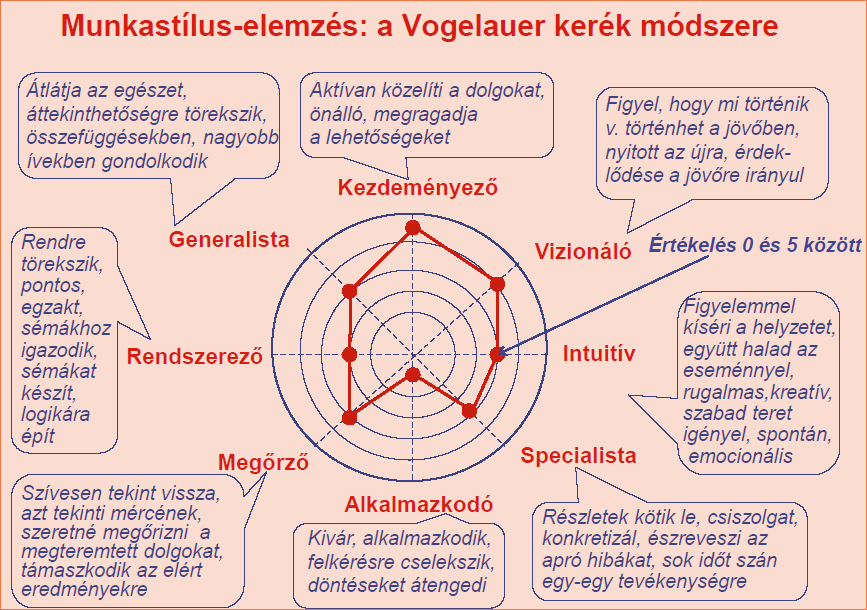 Munkastílus-elemzés: a Vogelauer kerék módszere
Átlátja az egészet,
áttekinthetőségre törekszik,
összefüggésekben, nagyobb
ívekben gondolkodik
Aktívan közelíti a dolgokat,
önálló, megragadja
a lehetőségeket
Figyel, hogy mi történik
v. történhet a jövőben,
nyitott az újra, érdek-
lődése a jövőre irányul
Kezdeményező
Generalista
Vizionáló
Értékelés 0 és 5 között
Rendre
törekszik,
pontos,
egzakt,
sémákhoz
igazodik,
sémákat
készít,
logikára
épít
Rendszerező
Intuitív
Figyelemmel
kíséri a helyzetet,
együtt halad az
eseménnyel,
rugalmas,kreatív,
szabad teret
igényel, spontán,
emocionális
Megőrző
Specialista
Alkalmazkodó
Szívesen tekint vissza,
azt tekinti mércének,
szeretné megőrizni a
megteremtett dolgokat,
támaszkodik az elért
eredményekre
Kivár, alkalmazkodik,
felkérésre cselekszik,
döntéseket átengedi
Részletek kötik le, csiszolgat,
konkretizál, észreveszi az
apró hibákat, sok időt szán
egy-egy tevékenységre